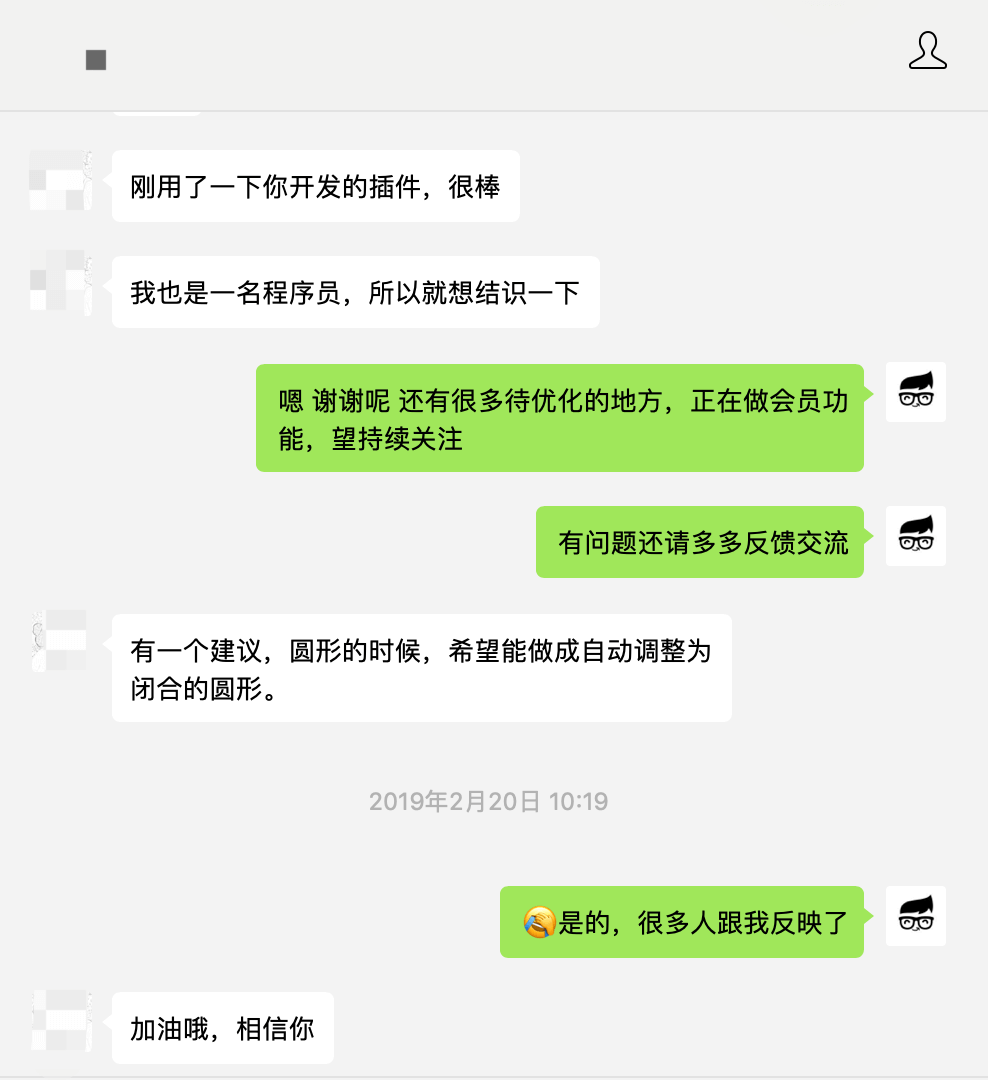 刚用了一下你开发的插件，很棒
我也是一名程序员，所以就想结识一下
嗯 谢谢呢 还有很多待优化的地方，正在做会员功
能，望持续关注
有问题还请多多反馈交流
有一个建议，圆形的时候，希望能做成自动调整为
闭合的圆形。
2019年2月20日 10:19
🤣是的，很多人跟我反映了
加油哦，相信你